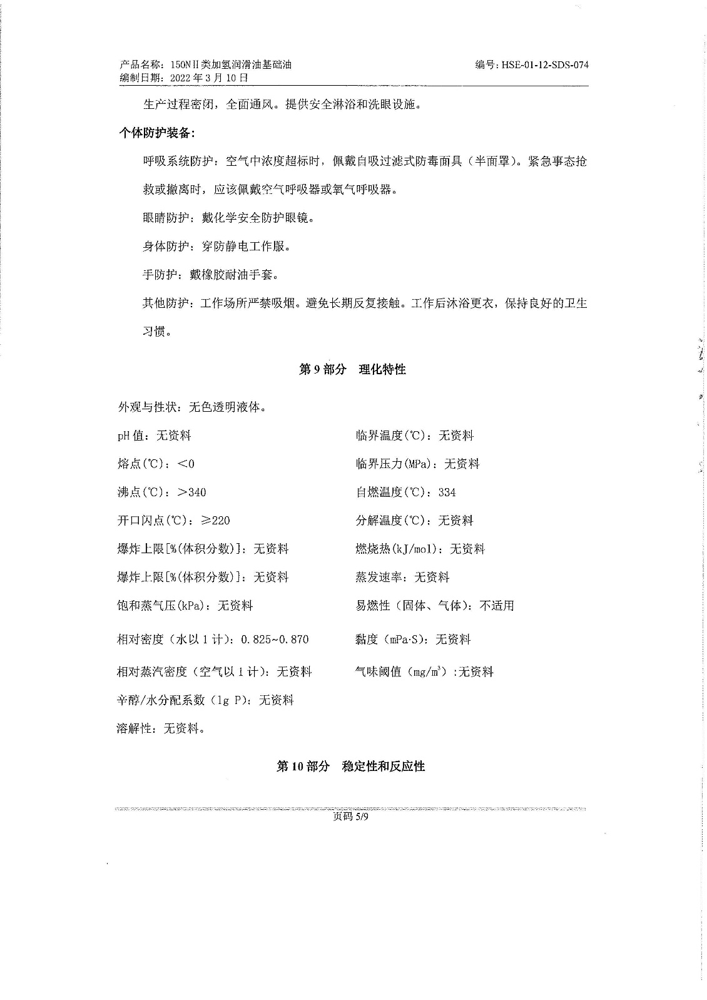 产品名称：150NⅡ类加氢润滑油基础油 编号：HSE-01-12-SDS-074
编制日期：2022 年 3 月 10 日
生产过程密闭，全面通风。提供安全淋浴和洗眼设施。
个体防护装备：
呼吸系统防护：空气中浓度超标时，佩戴自吸过滤式防毒面具（半面罩）。紧急事态抢
救或撤离时，应该佩戴空气呼吸器或氧气呼吸器。
眼睛防护：戴化学安全防护眼镜。
身体防护：穿防静电工作服。
手防护：戴橡胶耐油手套。
其他防护：工作场所严禁吸烟。避免长期反复接触。工作后沐浴更衣，保持良好的卫生
习惯。
第 9 部分 理化特性
外观与性状：无色透明液体。
pH 值：无资料 临界温度(℃)：无资料
熔点(℃)：＜0 临界压力(MPa)：无资料
沸点(℃)：＞340 自燃温度(℃)：334
开口闪点(℃)：≥220 分解温度(℃)：无资料
爆炸上限[%(体积分数)]：无资料 燃烧热(kJ/mol)：无资料
爆炸上限[%(体积分数)]：无资料 蒸发速率：无资料
饱和蒸气压(kPa)：无资料 易燃性（固体、气体）：不适用
相对密度（水以 1 计）：0.825~0.870 黏度（mPa·S）：无资料
相对蒸汽密度（空气以 1 计）：无资料 气味阈值（mg/m³）:无资料
辛醇/水分配系数（lg P）：无资料
溶解性：无资料。
第 10 部分 稳定性和反应性
页码 5/9